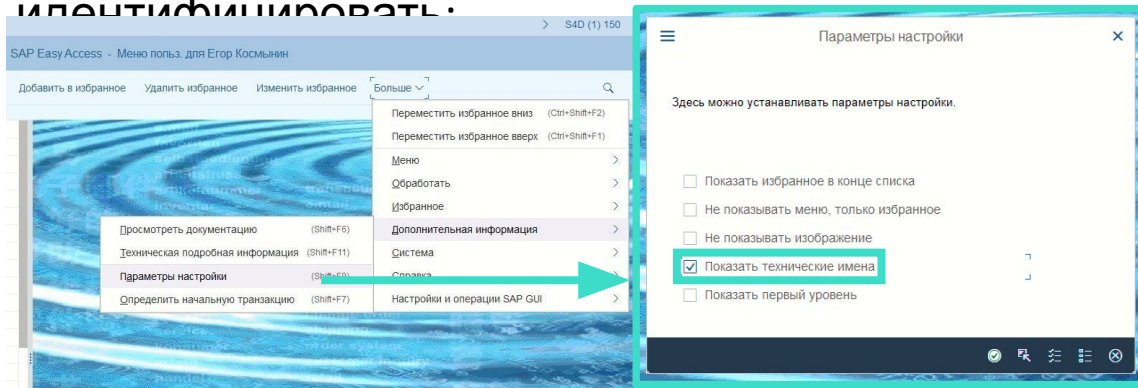 идентифицировать:
> S4D (1) 150
SAP Easy Access - Меню польз. для Егор Космынин
Добавить в избранное Удалить избранное Изменить избранное Больше
Переместить избранное вниз (Ctrl+Shift+F2)
Переместить избранное вверх (Ctrl+Shift+F1)
Меню
Обработать
Избранное
Дополнительная информация
Система
Справка
Настройки и операции SAP GUI
Просмотреть документацию (Shift+F6)
Техническая подробная информация (Shift+F11)
Параметры настройки (Shift+F9)
Определить начальную транзакцию (Shift+F7)
Параметры настройки
Здесь можно устанавливать параметры настройки.
Показать избранное в конце списка
Не показывать меню, только избранное
Не показывать изображение
Показать технические имена
Показать первый уровень